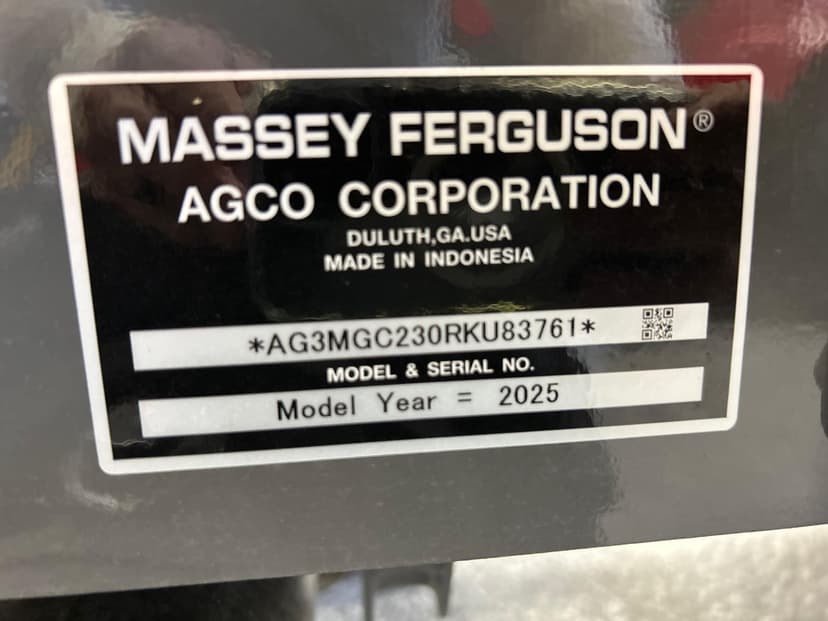 MASSEY FERGUSON®
AGCO CORPORATION
DULUTH,GA.USA
MADE IN INDONESIA
*AG3MGC230RKU83761*
MODEL & SERIAL NO.
Model Year = 2025